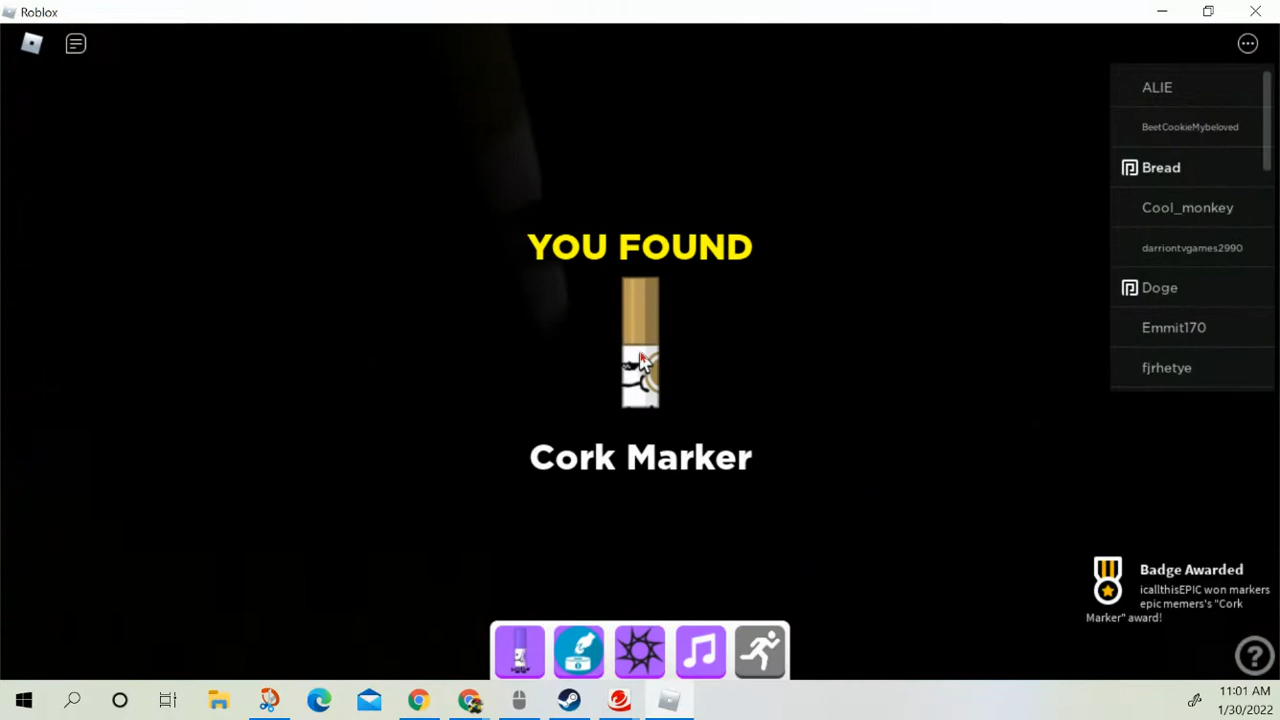 Roblox
ALIE
BeetCookieMybeloved
Bread
Cool_monkey
darriontvgames2990
Doge
Emmit170
fjrhetye
YOU FOUND
Cork Marker
Badge Awarded
icallthisEPIC won markers
epic memers's "Cork
Marker" award!
?
11:01 AM
1/30/2022